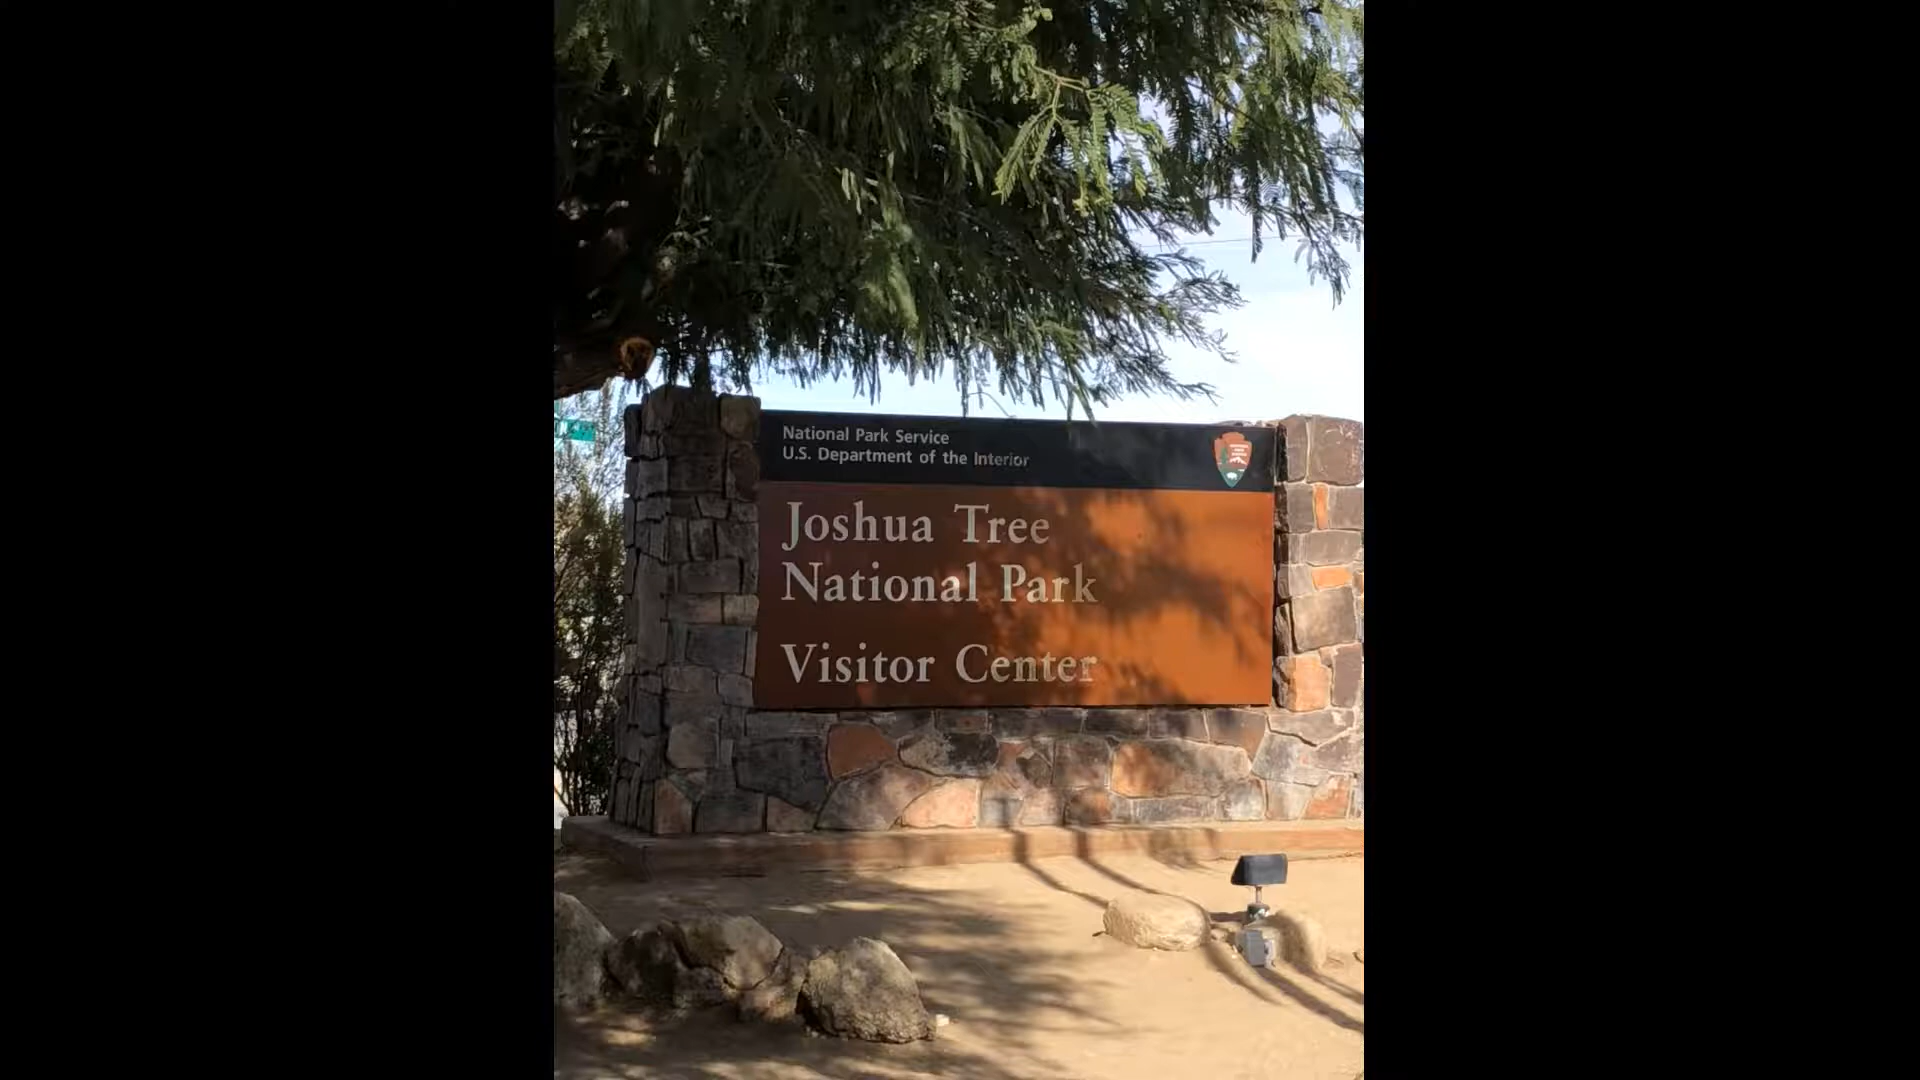 National Park Service
U.S. Department of the Interior
Joshua Tree
National Park
Visitor Center